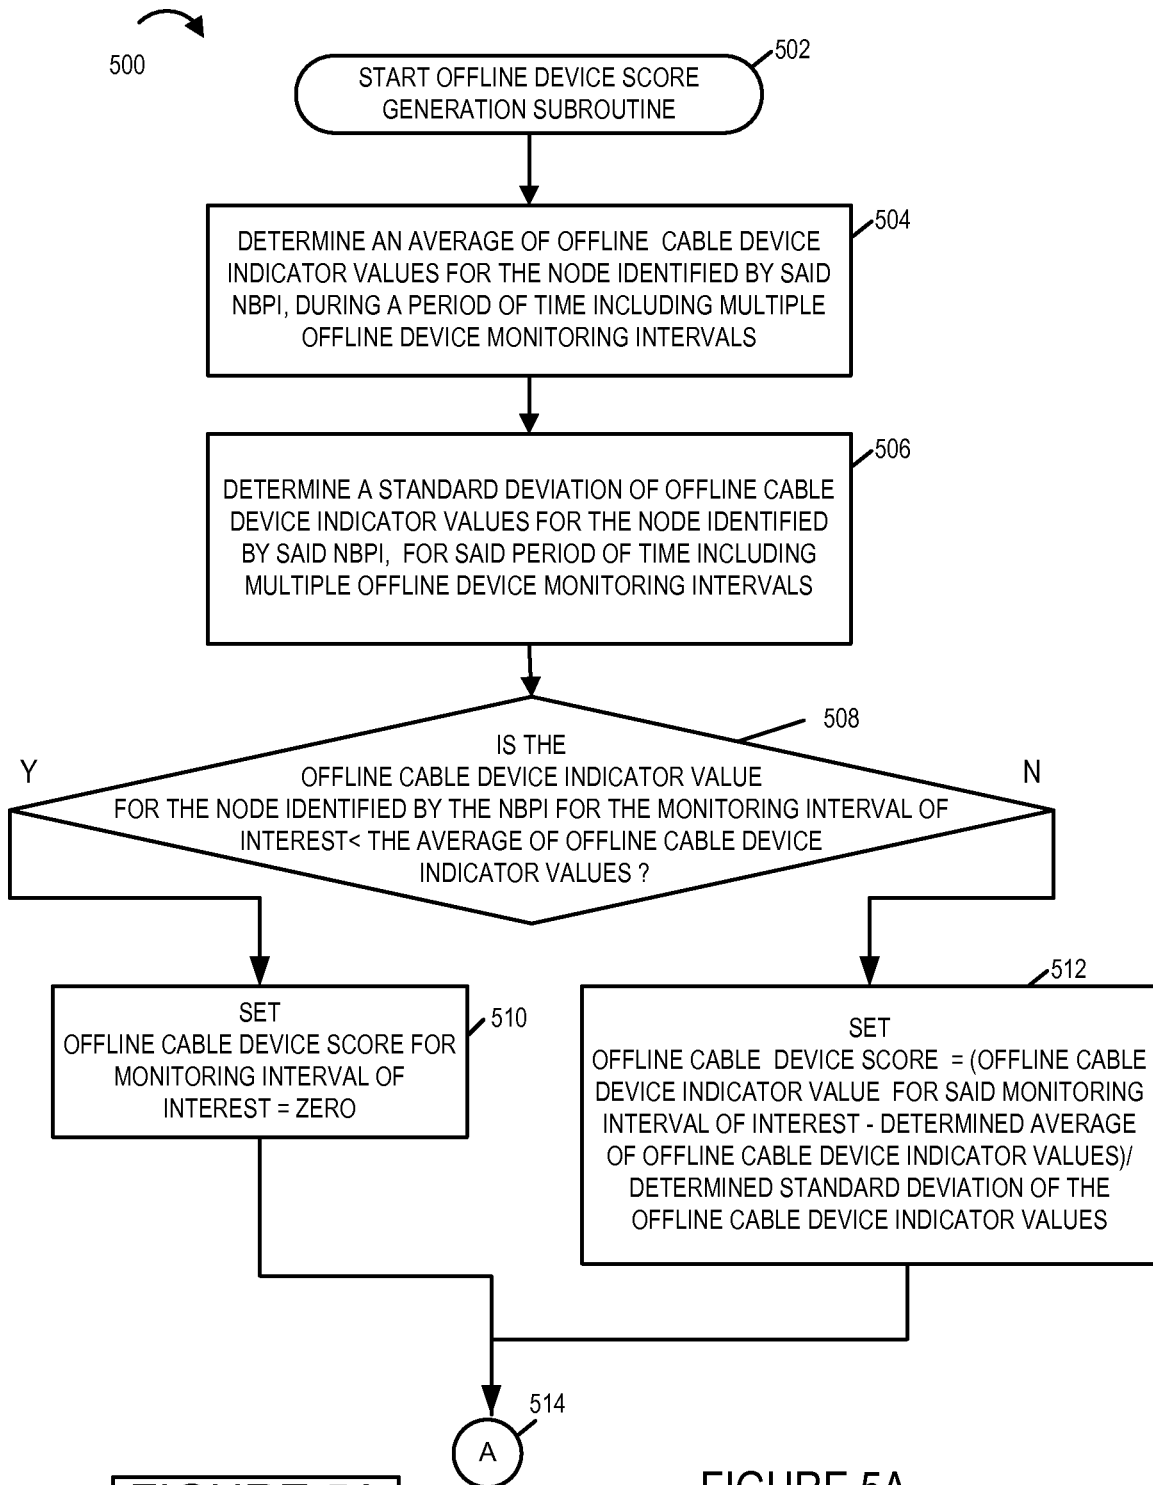 500
502
START OFFLINE DEVICE SCORE
GENERATION SUBROUTINE
504
DETERMINE AN AVERAGE OF OFFLINE CABLE DEVICE
INDICATOR VALUES FOR THE NODE IDENTIFIED BY SAID
NBPI, DURING A PERIOD OF TIME INCLUDING MULTIPLE
OFFLINE DEVICE MONITORING INTERVALS
506
DETERMINE A STANDARD DEVIATION OF OFFLINE CABLE
DEVICE INDICATOR VALUES FOR THE NODE IDENTIFIED
BY SAID NBPI, FOR SAID PERIOD OF TIME INCLUDING
MULTIPLE OFFLINE DEVICE MONITORING INTERVALS
508
IS THE
OFFLINE CABLE DEVICE INDICATOR VALUE
FOR THE NODE IDENTIFIED BY THE NBPI FOR THE MONITORING INTERVAL OF
INTEREST< THE AVERAGE OF OFFLINE CABLE DEVICE
INDICATOR VALUES ?
Y
N
510
SET
OFFLINE CABLE DEVICE SCORE FOR
MONITORING INTERVAL OF
INTEREST = ZERO
512
SET
OFFLINE CABLE DEVICE SCORE = (OFFLINE CABLE
DEVICE INDICATOR VALUE FOR SAID MONITORING
INTERVAL OF INTEREST - DETERMINED AVERAGE
OF OFFLINE CABLE DEVICE INDICATOR VALUES)/
DETERMINED STANDARD DEVIATION OF THE
OFFLINE CABLE DEVICE INDICATOR VALUES
514
A
FIGURE 5A